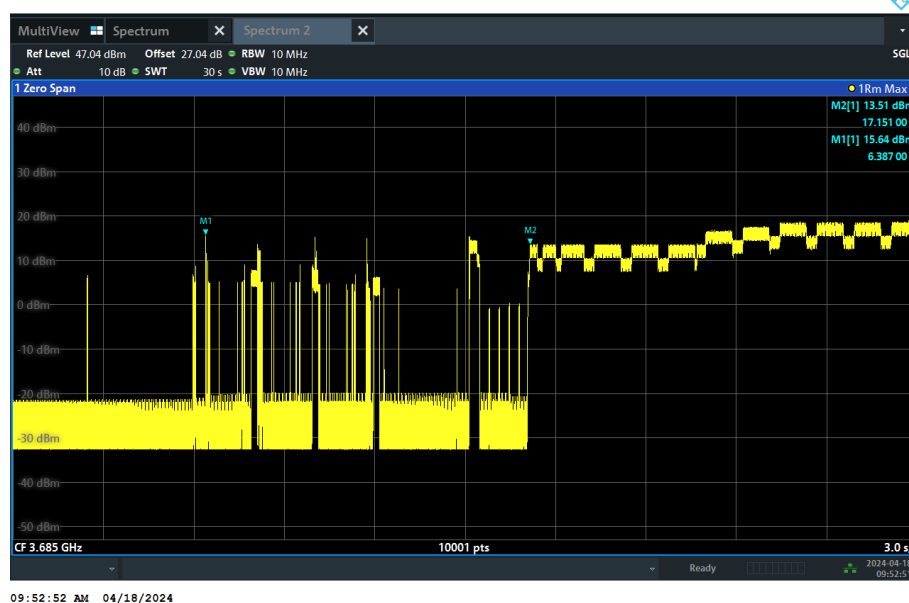 MultiView Spectrum Spectrum 2
Ref Level 47.04 dBm Offset 27.04 dB RBW 10 MHz SGL
Att 10 dB SWT 30 s VBW 10 MHz
1 Zero Span 1Rm Max
M2[1] 13.51 dBm
17.151 00
M1[1] 15.64 dBm
6.387 00
40 dBm
30 dBm
M1
20 dBm
M2
10 dBm
0 dBm
-10 dBm
-20 dBm
-30 dBm
-40 dBm
-50 dBm
CF 3.685 GHz 10001 pts 3.0 s
Ready 2024-04-18
09:52:51
09:52:52 AM 04/18/2024